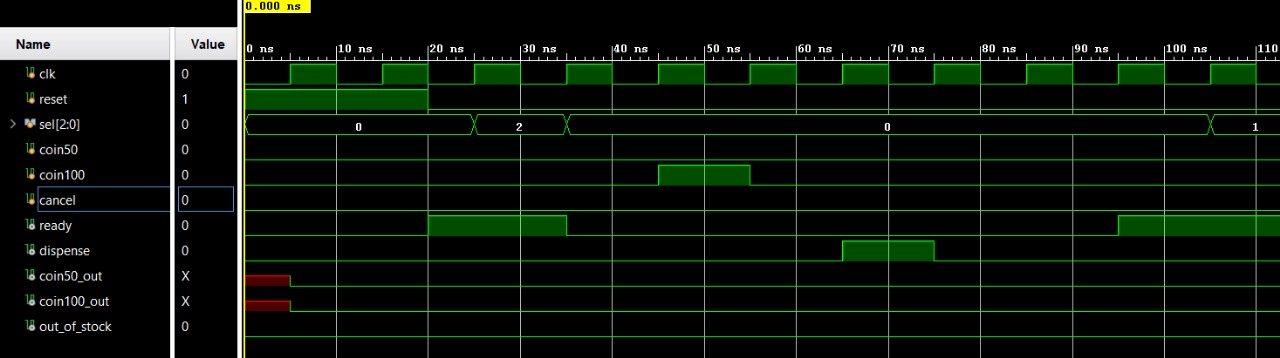 0.000 ns
Name Value
0 ns 10 ns 20 ns 30 ns 40 ns 50 ns 60 ns 70 ns 80 ns 90 ns 100 ns 110
clk 0
reset 1
sel[2:0] 0 0 2 0 1
coin50 0
coin100 0
cancel 0
ready 0
dispense 0
coin50_out X
coin100_out X
out_of_stock 0